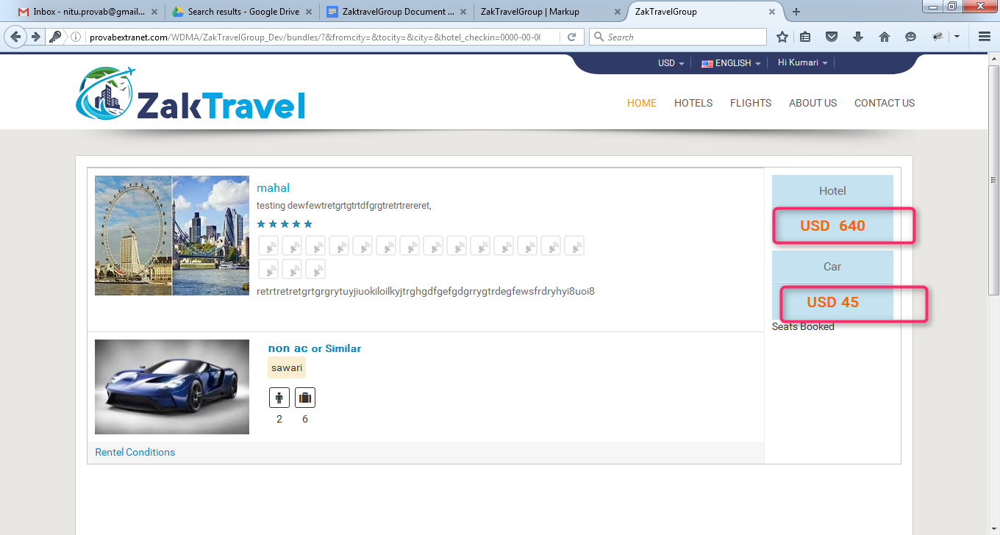 Inbox - nitu.provab@gmail...
Search results - Google Drive
ZaktravelGroup Document ...
ZakTravelGroup | Markup
ZakTravelGroup
provabextranet.com/WDMA/ZakTravelGroup_Dev/bundles/?&fromcity=&tocity=&city=&hotel_checkin=0000-00-00
Search
USD
ENGLISH
Hi Kumari
ZakTravel
HOME
HOTELS
FLIGHTS
ABOUT US
CONTACT US
mahal
testing dewfewtretgrtgtrtdfgrgtretrtrereret,
retrtretretgrtgrgrytuyjiuokiloilkyjtrghgdfgefgdgrrygtrdegfewsfrdryhyi8uoi8
Hotel
USD 640
Car
USD 45
Seats Booked
non ac or Similar
sawari
2
6
Rentel Conditions